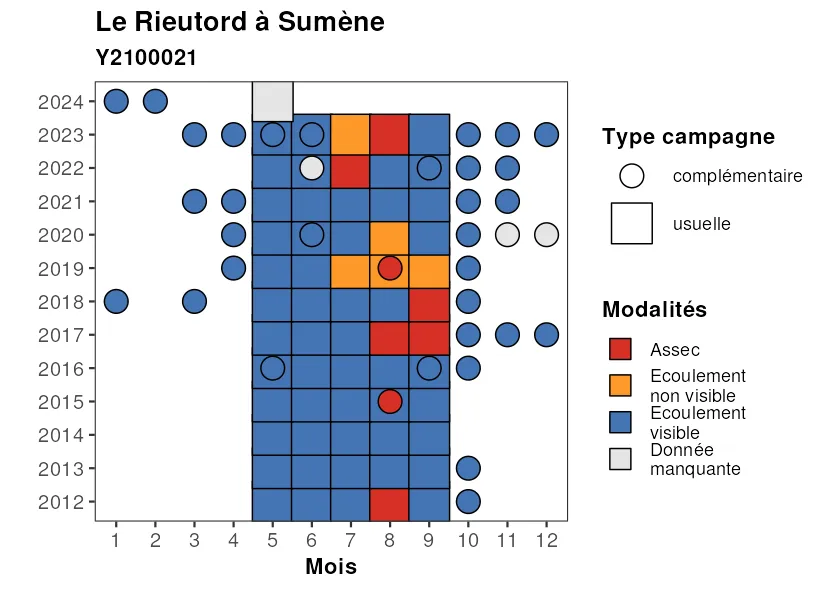 Le Rieutord à Sumène
Y2100021
2024
2023
2022
2021
2020
2019
2018
2017
2016
2015
2014
2013
2012
1 2 3 4 5 6 7 8 9 10 11 12
Mois
Type campagne
complémentaire
usuelle
Modalités
Assec
Ecoulement
non visible
Ecoulement
visible
Donnée
manquante